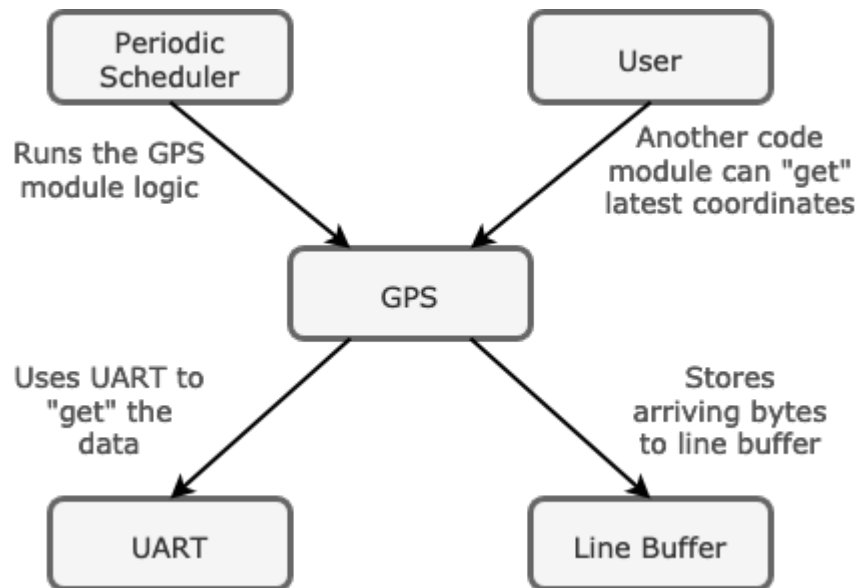 Periodic
Scheduler
User
Runs the GPS
module logic
Another code
module can "get"
latest coordinates
GPS
Uses UART to
"get" the
data
Stores
arriving bytes
to line buffer
UART
Line Buffer